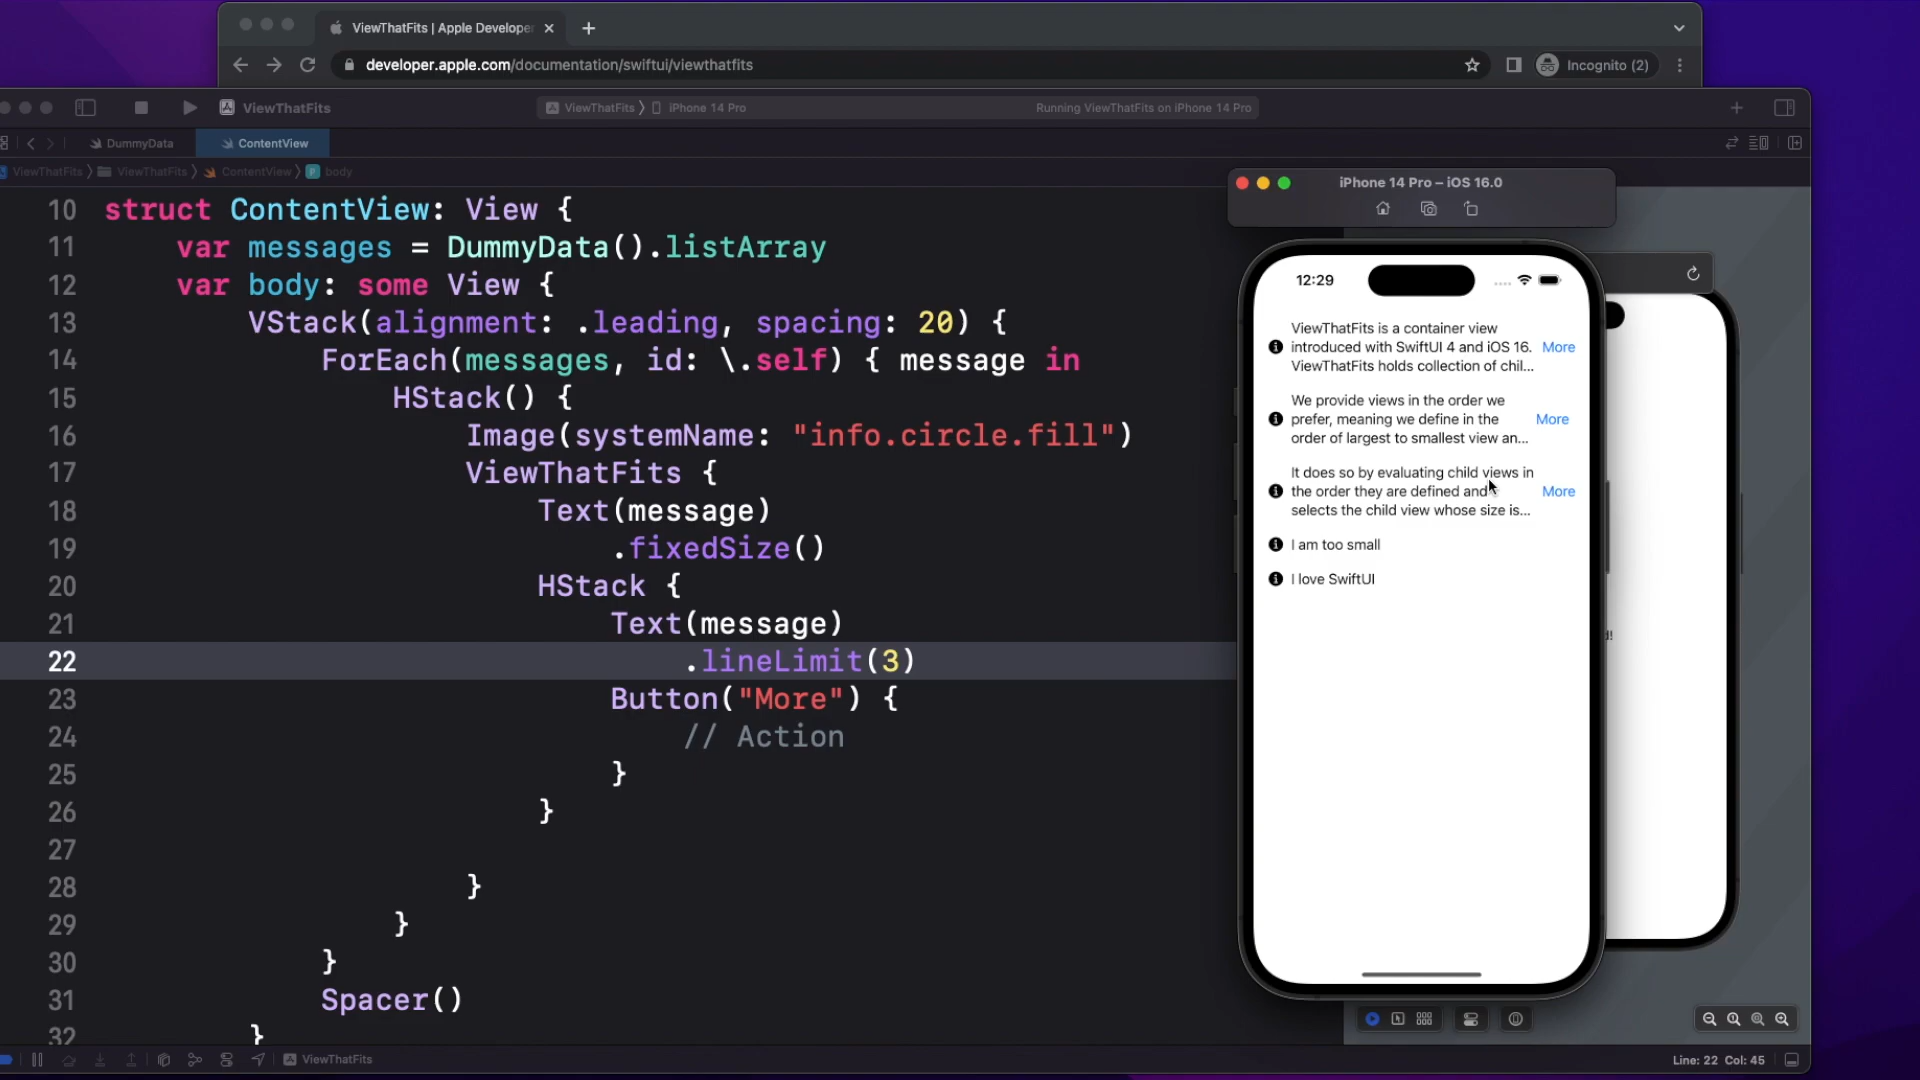 ViewThatFits | Apple Develope
developer.apple.com/documentation/swiftui/viewthatfits
Incognito (2)
ViewThatFits
ViewThatFits
iPhone 14 Pro
Running ViewThatFits on iPhone 14 Pro
DummyData
ContentView
ViewThatFits
ViewThatFits
ContentView
body
10 struct ContentView: View {
11 var messages = DummyData().listArray
12 var body: some View {
13 VStack(alignment: .leading, spacing: 20) {
14 ForEach(messages, id: \.self) { message in
15 HStack() {
16 Image(systemName: "info.circle.fill")
17 ViewThatFits {
18 Text(message)
19 .fixedSize()
20 HStack {
21 Text(message)
22 .lineLimit(3)
23 Button("More") {
24 // Action
25 }
26 }
27
28 }
29 }
30 }
31 Spacer()
32 }
iPhone 14 Pro – iOS 16.0
12:29
ViewThatFits is a container view
introduced with SwiftUI 4 and iOS 16.
ViewThatFits holds collection of chil...
More
We provide views in the order we
prefer, meaning we define in the
order of largest to smallest view an...
More
It does so by evaluating child views in
the order they are defined and
selects the child view whose size is...
More
I am too small
I love SwiftUI
d!
ViewThatFits
Line: 22 Col: 45